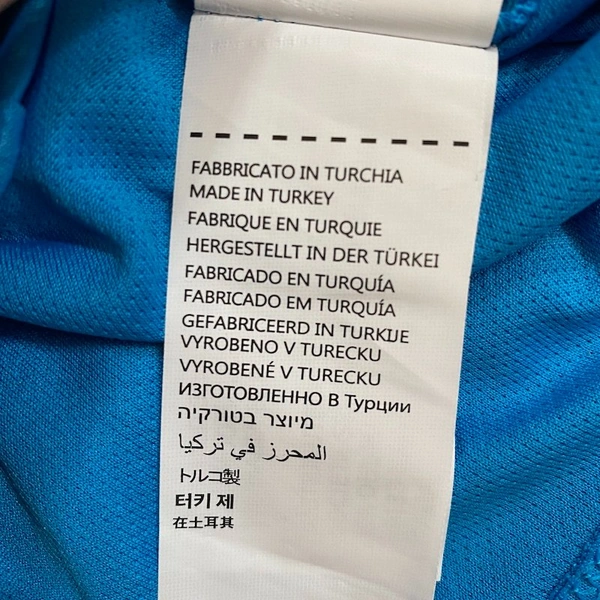 FABBRICATO IN TURCHIA
MADE IN TURKEY
FABRIQUE EN TURQUIE
HERGESTELLT IN DER TÜRKEI
FABRICADO EN TURQUÍA
FABRICADO EM TURQUÍA
GEFABRICEERD IN TURKIJE
VYROBENO V TURECKU
VYROBENÉ V TURECKU
ИЗГОТОВЛЕННО В Турции
מיוצר בטורקיה
المحرز في تركيا
トルコ製
터키 제
在土耳其